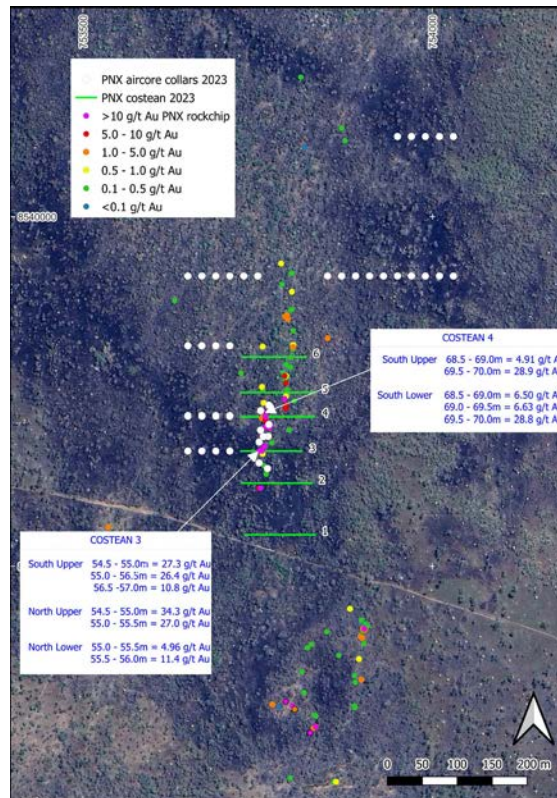 753500
754000
8540000
PNX aircore collars 2023
PNX costean 2023
>10 g/t Au PNX rockchip
5.0 - 10 g/t Au
1.0 - 5.0 g/t Au
0.5 - 1.0 g/t Au
0.1 - 0.5 g/t Au
<0.1 g/t Au
COSTEAN 4
South Upper 68.5 - 69.0m = 4.91 g/t A
69.5 - 70.0m = 28.9 g/t A
South Lower 68.5 - 69.0m = 6.50 g/t A
69.0 - 69.5m = 6.63 g/t A
69.5 - 70.0m = 28.8 g/t A
6
5
4
3
2
1
COSTEAN 3
South Upper 54.5 - 55.0m = 27.3 g/t Au
55.0 - 56.5m = 26.4 g/t Au
56.5 -57.0m = 10.8 g/t Au
North Upper 54.5 - 55.0m = 34.3 g/t Au
55.0 - 55.5m = 27.0 g/t Au
North Lower 55.0 - 55.5m = 4.96 g/t Au
55.5 - 56.0m = 11.4 g/t Au
0 50 100 150 200 m